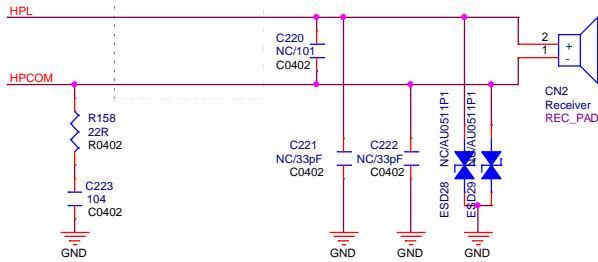 HPL
C220
NC/101
C0402
2
1
+
-
CN2
Receiver
REC_PAD
HPCOM
R158
22R
R0402
C221
NC/33pF
C0402
C222
NC/33pF
C0402
ESD28 NC/AU0511P1
ESD29 NC/AU0511P1
C223
104
C0402
GND
GND
GND
GND